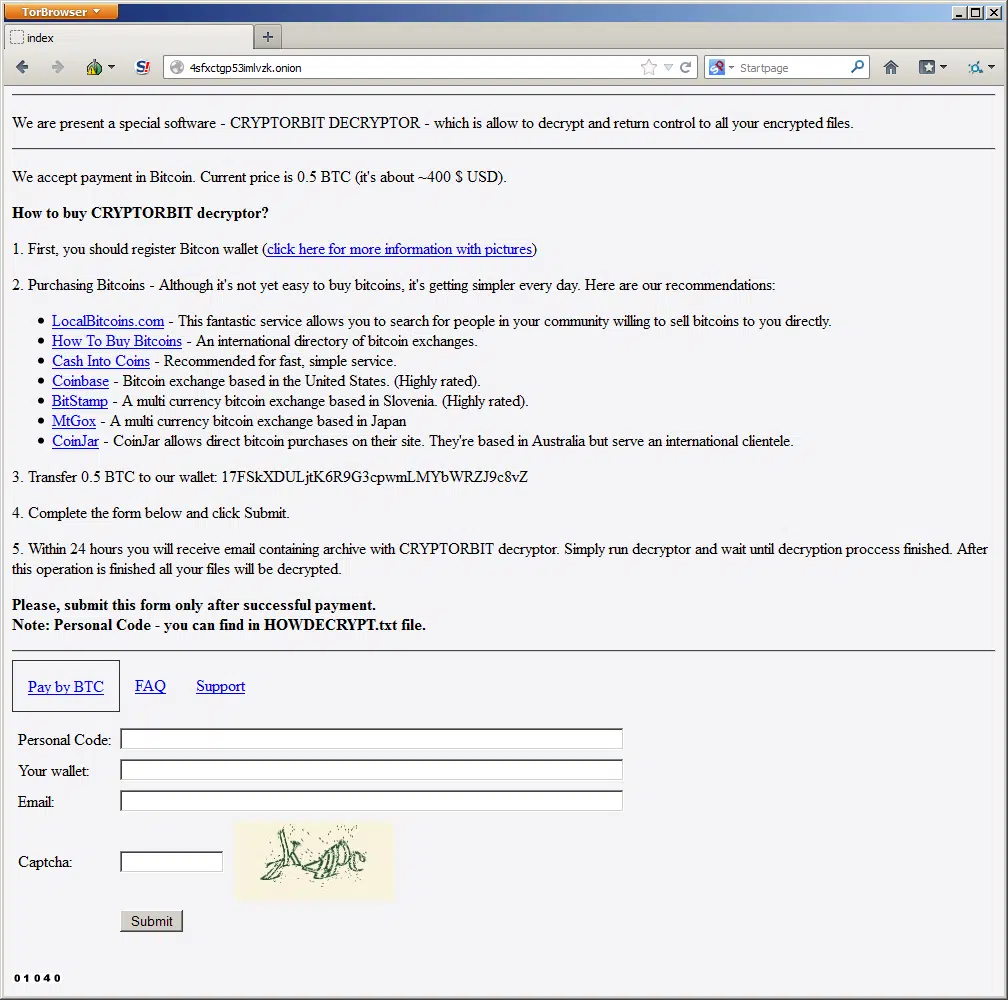 TorBrowser
index
4sfxctgp53imlvzk.onion
Startpage
We are present a special software - CRYPTORBIT DECRYPTOR - which is allow to decrypt and return control to all your encrypted files.
We accept payment in Bitcoin. Current price is 0.5 BTC (it's about ~400 $ USD).
How to buy CRYPTORBIT decryptor?
1. First, you should register Bitcon wallet (click here for more information with pictures)
2. Purchasing Bitcoins - Although it's not yet easy to buy bitcoins, it's getting simpler every day. Here are our recommendations:
LocalBitcoins.com - This fantastic service allows you to search for people in your community willing to sell bitcoins to you directly.
How To Buy Bitcoins - An international directory of bitcoin exchanges.
Cash Into Coins - Recommended for fast, simple service.
Coinbase - Bitcoin exchange based in the United States. (Highly rated).
BitStamp - A multi currency bitcoin exchange based in Slovenia. (Highly rated).
MtGox - A multi currency bitcoin exchange based in Japan
CoinJar - CoinJar allows direct bitcoin purchases on their site. They're based in Australia but serve an international clientele.
3. Transfer 0.5 BTC to our wallet: 17FSkXDULjtK6R9G3cpwmLMYbWRZJ9c8vZ
4. Complete the form below and click Submit.
5. Within 24 hours you will receive email containing archive with CRYPTORBIT decryptor. Simply run decryptor and wait until decryption proccess finished. After
this operation is finished all your files will be decrypted.
Please, submit this form only after successful payment.
Note: Personal Code - you can find in HOWDECRYPT.txt file.
Pay by BTC FAQ Support
Personal Code:
Your wallet:
Email:
Captcha:
Submit
01040